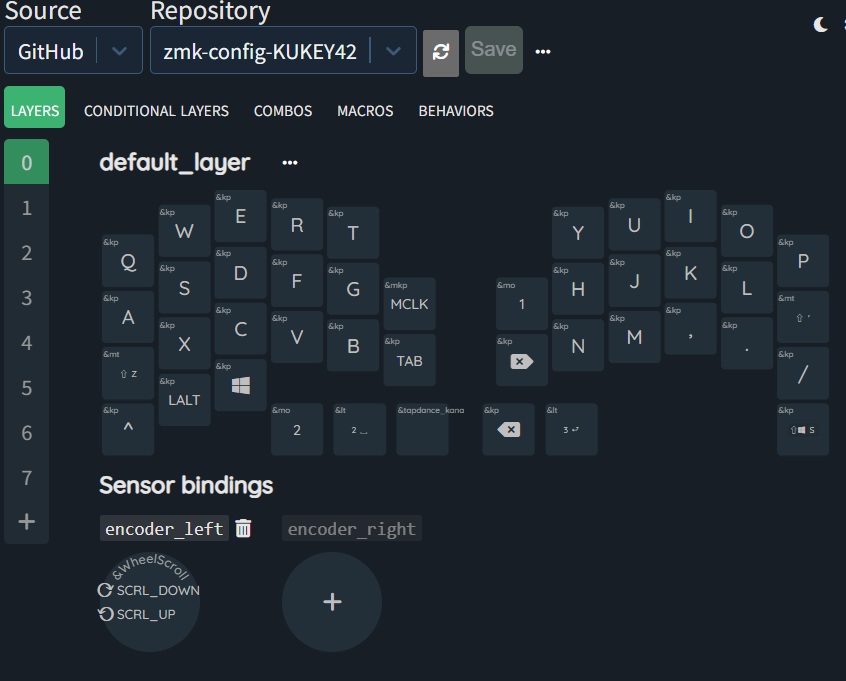 Source Repository
GitHub zmk-config-KUKEY42 Save ...
LAYERS CONDITIONAL LAYERS COMBOS MACROS BEHAVIORS
0 default_layer ...
1
2
3
4
5
6
7
+
&kp Q &kp W &kp E &kp R &kp T &kp Y &kp U &kp I &kp O &kp P
&kp A &kp S &kp D &kp F &kp G &mkp MCLK &mo 1 &kp H &kp J &kp K &kp L &mt ⇧ '
&mt ⇧ Z &kp X &kp C &kp V &kp B &kp TAB &kp ⌦ &kp N &kp M &kp , &kp . &kp /
&kp ^ &kp LALT &kp &mo 2 &lt 2 ⎵ &tapdance_kana &kp ⌫ &lt 3 ⏎ &kp ⇧ S
Sensor bindings
encoder_left encoder_right
&WheelScroll
SCRL_DOWN
SCRL_UP
+